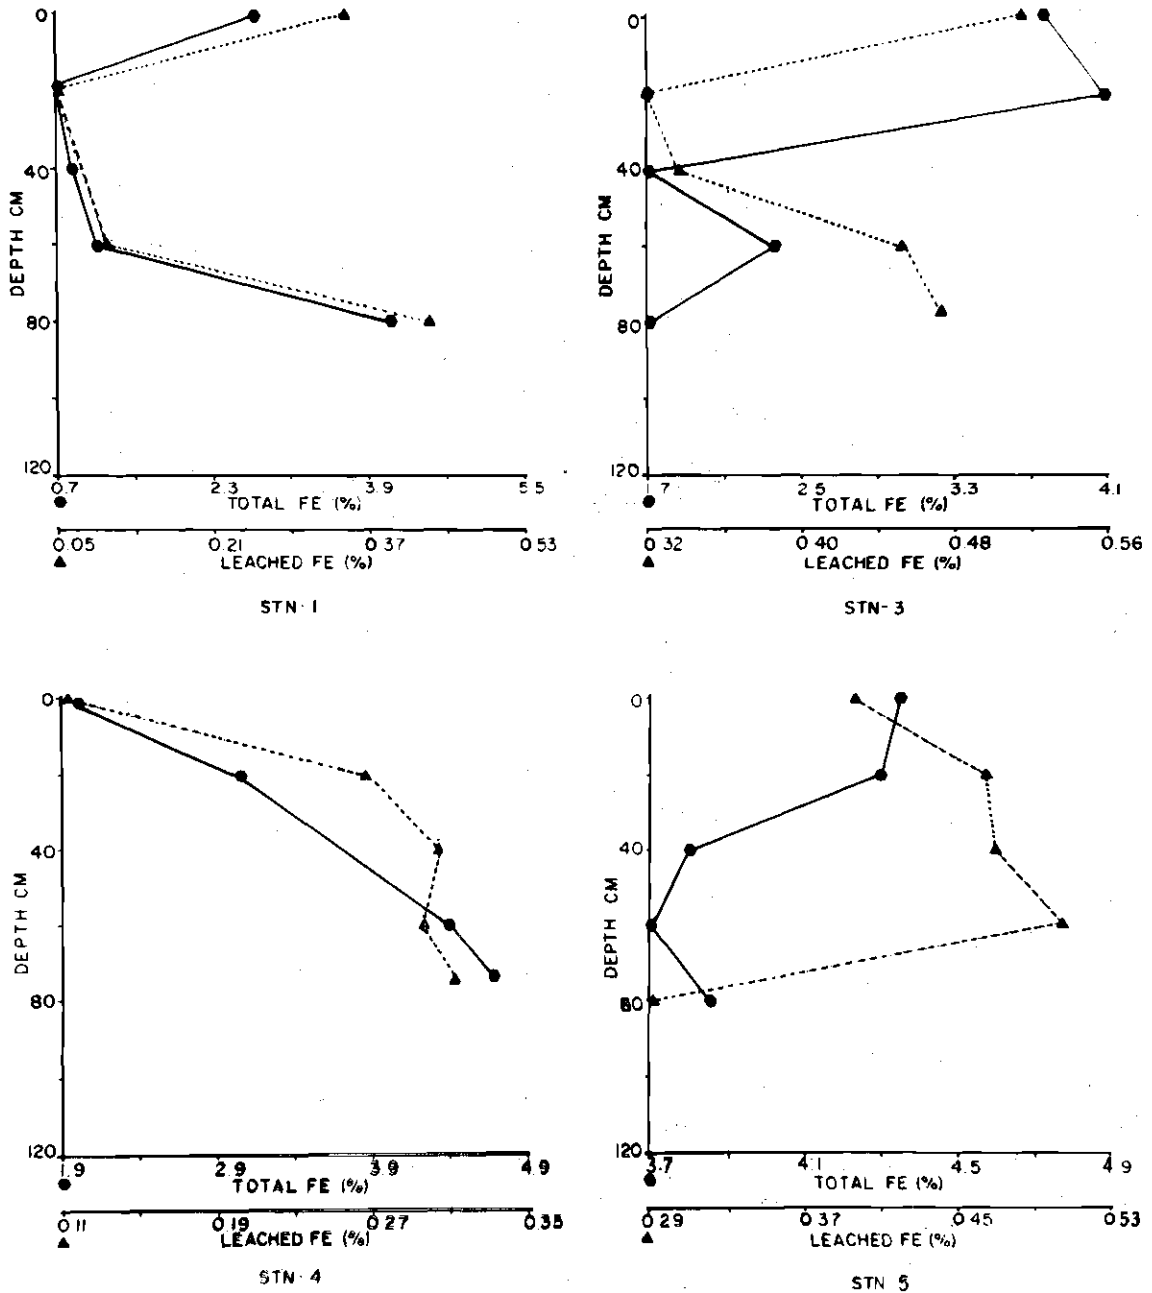 0
40
80
120
DEPTH CM
0.7 2.3 3.9 5.5
TOTAL FE (%)
0.05 0.21 0.37 0.53
LEACHED FE (%)
STN-1
0
40
80
120
DEPTH CM
1.7 2.5 3.3 4.1
TOTAL FE (%)
0.32 0.40 0.48 0.56
LEACHED FE (%)
STN-3
0
40
80
120
DEPTH CM
1.9 2.9 3.9 4.9
TOTAL FE (%)
0.11 0.19 0.27 0.35
LEACHED FE (%)
STN-4
0
40
80
120
DEPTH CM
3.7 4.1 4.5 4.9
TOTAL FE (%)
0.29 0.37 0.45 0.53
LEACHED FE (%)
STN 5